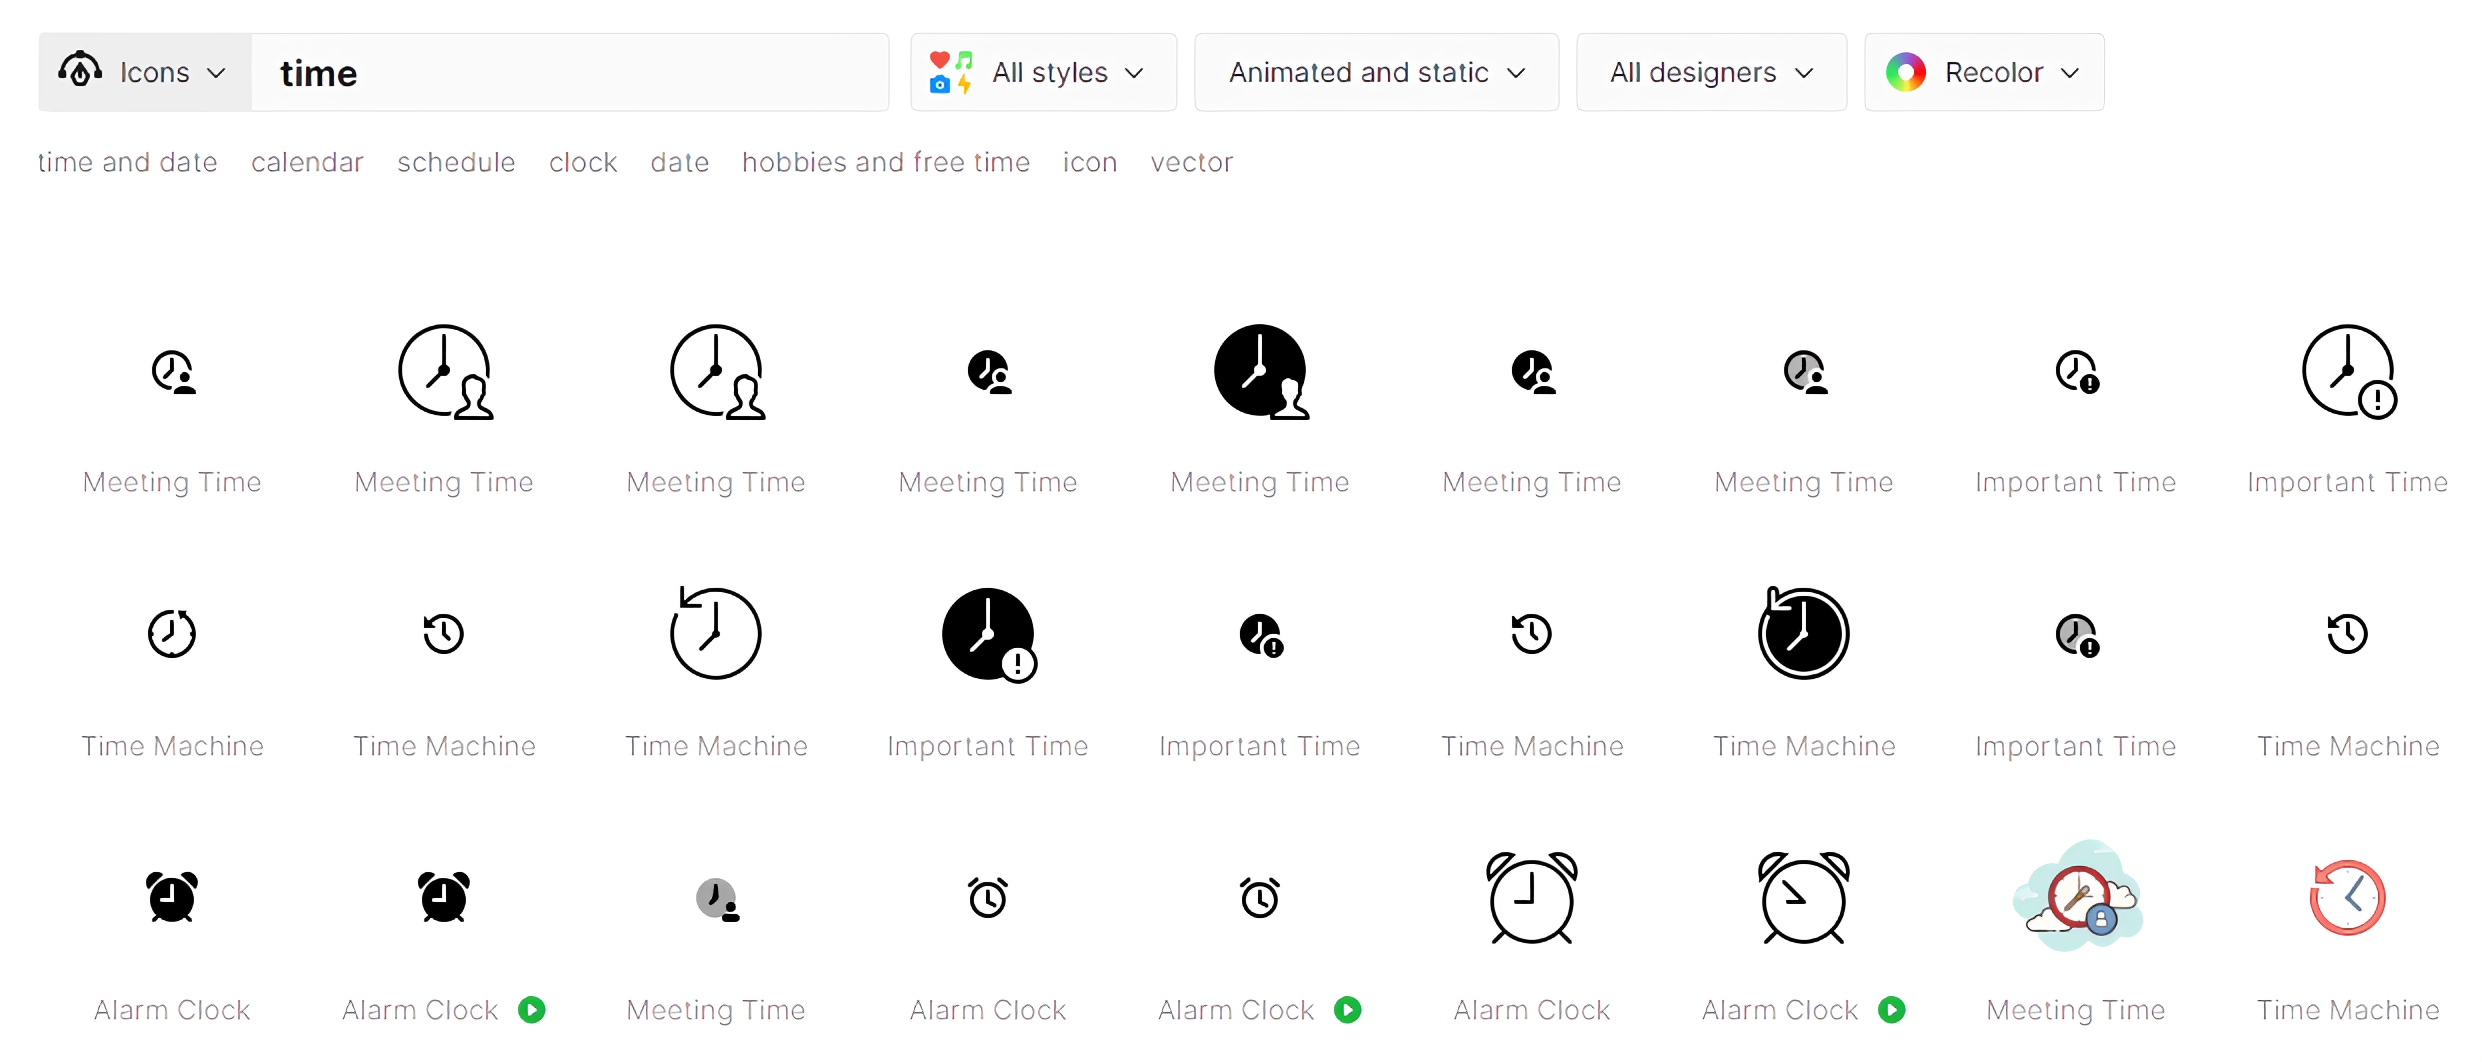 Icons time All styles Animated and static All designers Recolor
time and date calendar schedule clock date hobbies and free time icon vector
Meeting Time Meeting Time Meeting Time Meeting Time Meeting Time Meeting Time Meeting Time Important Time Important Time
Time Machine Time Machine Time Machine Important Time Important Time Time Machine Time Machine Important Time Time Machine
Alarm Clock Alarm Clock Meeting Time Alarm Clock Alarm Clock Alarm Clock Alarm Clock Meeting Time Time Machine